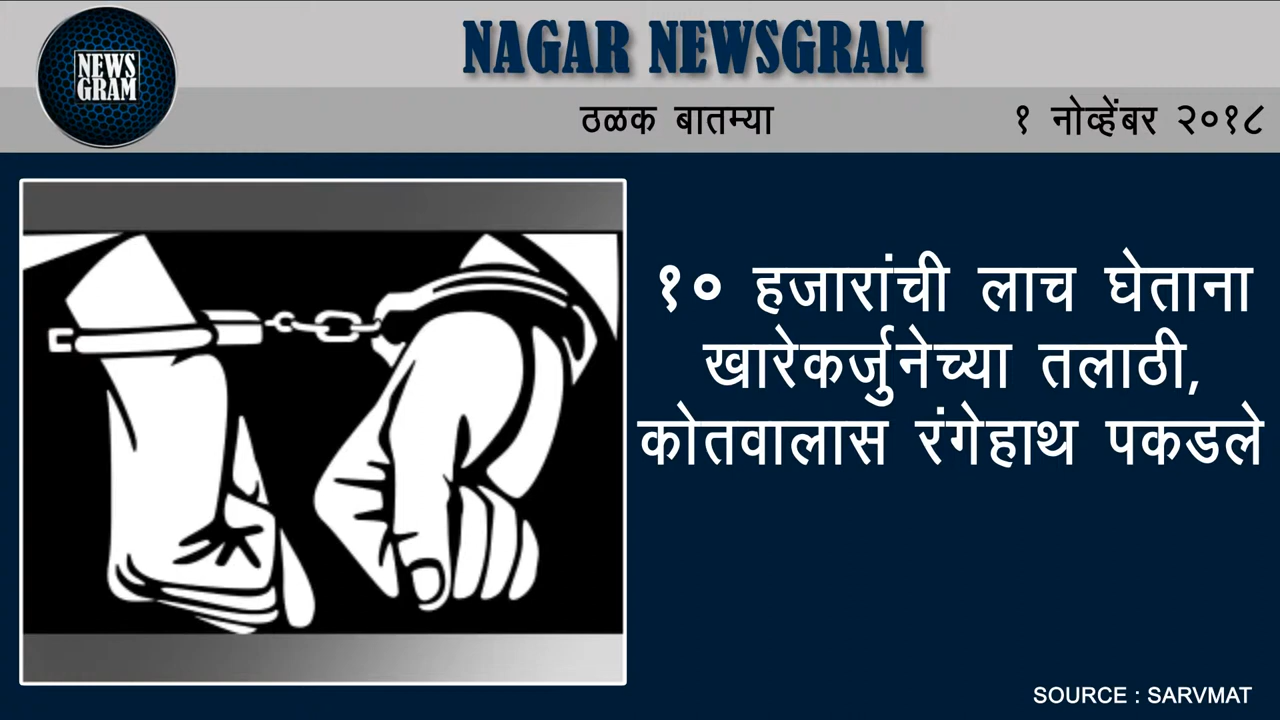 NEWS
GRAM
NAGAR NEWSGRAM
ठळक बातम्या
१ नोव्हेंबर २०१८
१० हजारांची लाच घेताना
खारेकर्जुनेच्या तलाठी,
कोतवालास रंगेहाथ पकडले
SOURCE : SARVMAT